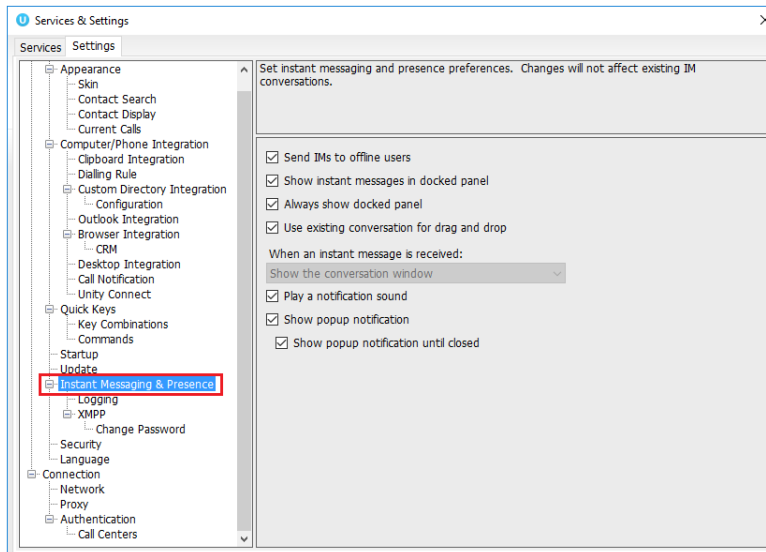 Services & Settings
Services Settings
Appearance
Skin
Contact Search
Contact Display
Current Calls
Computer/Phone Integration
Clipboard Integration
Dialling Rule
Custom Directory Integration
Configuration
Outlook Integration
Browser Integration
CRM
Desktop Integration
Call Notification
Unity Connect
Quick Keys
Key Combinations
Commands
Startup
Update
Instant Messaging & Presence
Logging
XMPP
Change Password
Security
Language
Connection
Network
Proxy
Authentication
Call Centers
Set instant messaging and presence preferences. Changes will not affect existing IM
conversations.
Send IMs to offline users
Show instant messages in docked panel
Always show docked panel
Use existing conversation for drag and drop
When an instant message is received:
Show the conversation window
Play a notification sound
Show popup notification
Show popup notification until closed